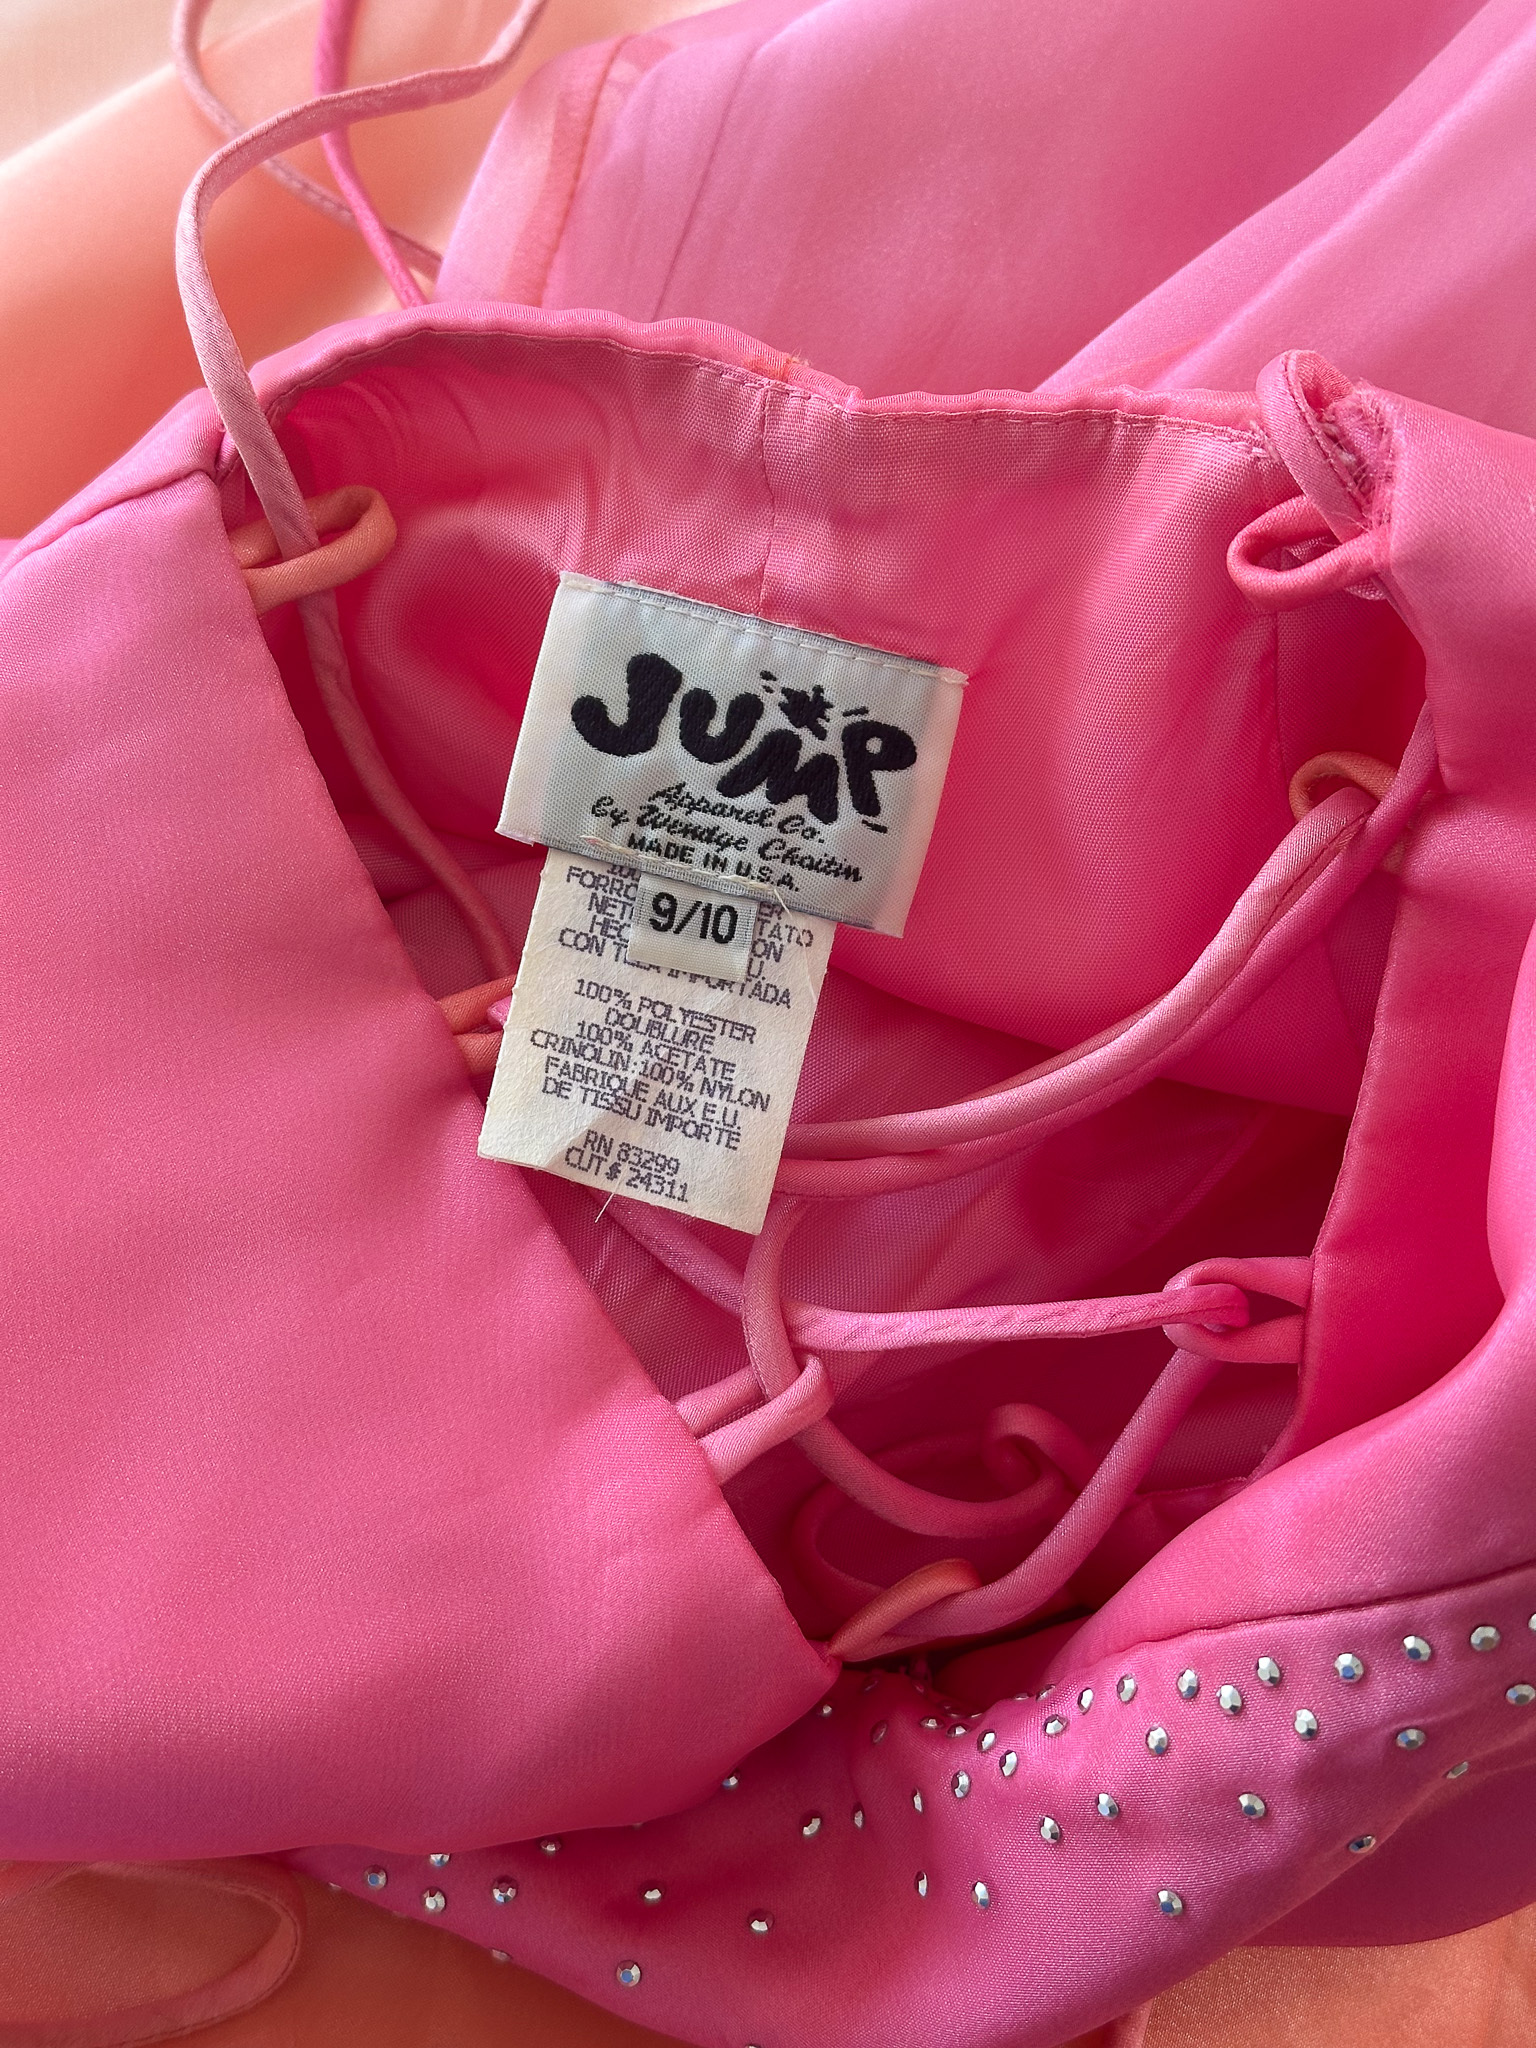 JUMP
Apparel Co.
by Wendye Chaitin
MADE IN U.S.A.
9/10
CON IMPORTADA
100% POLYESTER
DOUBLURE
100% ACETATE
CRINOLIN:100% NYLON
FABRIQUE AUX E.U.
DE TISSU IMPORTE
RN 83299
CUT# 24311